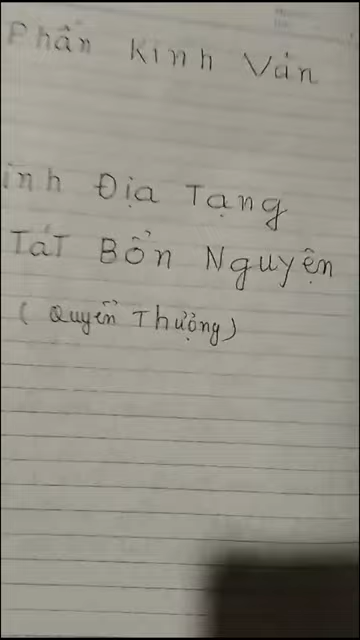 Phần Kinh Văn
inh Địa Tạng
Tát Bổn Nguyện
(Quyển Thượng)